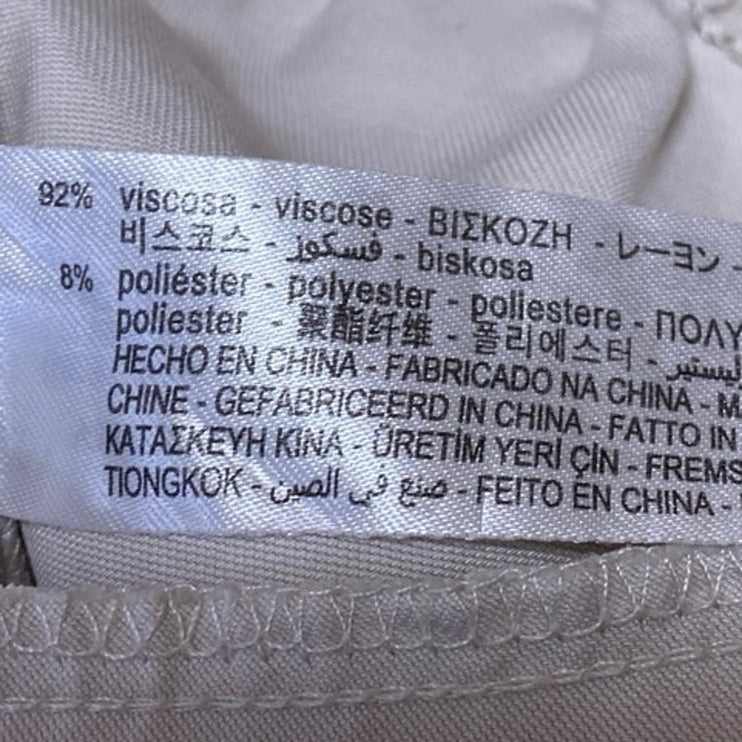 92% viscosa - viscose - ΒΙΣΚΟΖΗ - レーヨン -
비스코스 - فسكوز - biskosa
8% poliéster - polyester - poliestere - ΠΟΛΥ
poliester - 聚酯纤维 - 폴리에스터 -
HECHO EN CHINA - FABRICADO NA CHINA - MA
CHINE - GEFABRICEERD IN CHINA - FATTO IN
ΚΑΤΑΣΚΕΥΗ ΚΙΝΑ - ÜRETİM YERİ ÇİN - FREMS
TIONGKOK - صنع في الصين - FEITO EN CHINA -